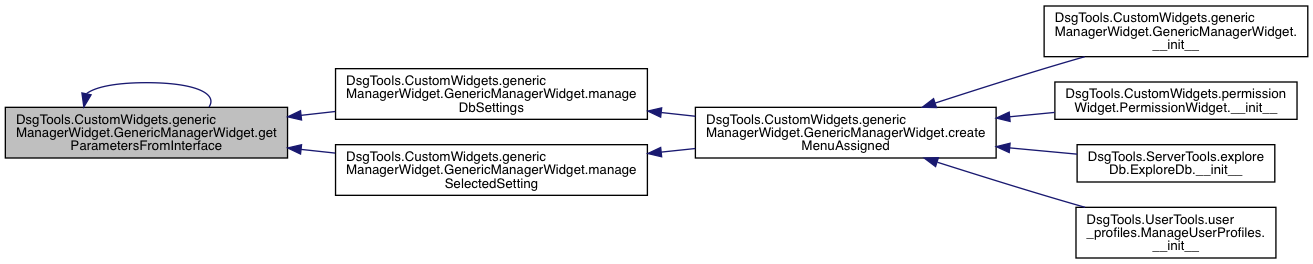 DsgTools.CustomWidgets.generic
ManagerWidget.GenericManagerWidget.get
ParametersFromInterface
DsgTools.CustomWidgets.generic
ManagerWidget.GenericManagerWidget.manage
DbSettings
DsgTools.CustomWidgets.generic
ManagerWidget.GenericManagerWidget.manage
SelectedSetting
DsgTools.CustomWidgets.generic
ManagerWidget.GenericManagerWidget.create
MenuAssigned
DsgTools.CustomWidgets.generic
ManagerWidget.GenericManagerWidget.
__init__
DsgTools.CustomWidgets.permission
Widget.PermissionWidget.__init__
DsgTools.ServerTools.explore
Db.ExploreDb.__init__
DsgTools.UserTools.user
_profiles.ManageUserProfiles.
__init__